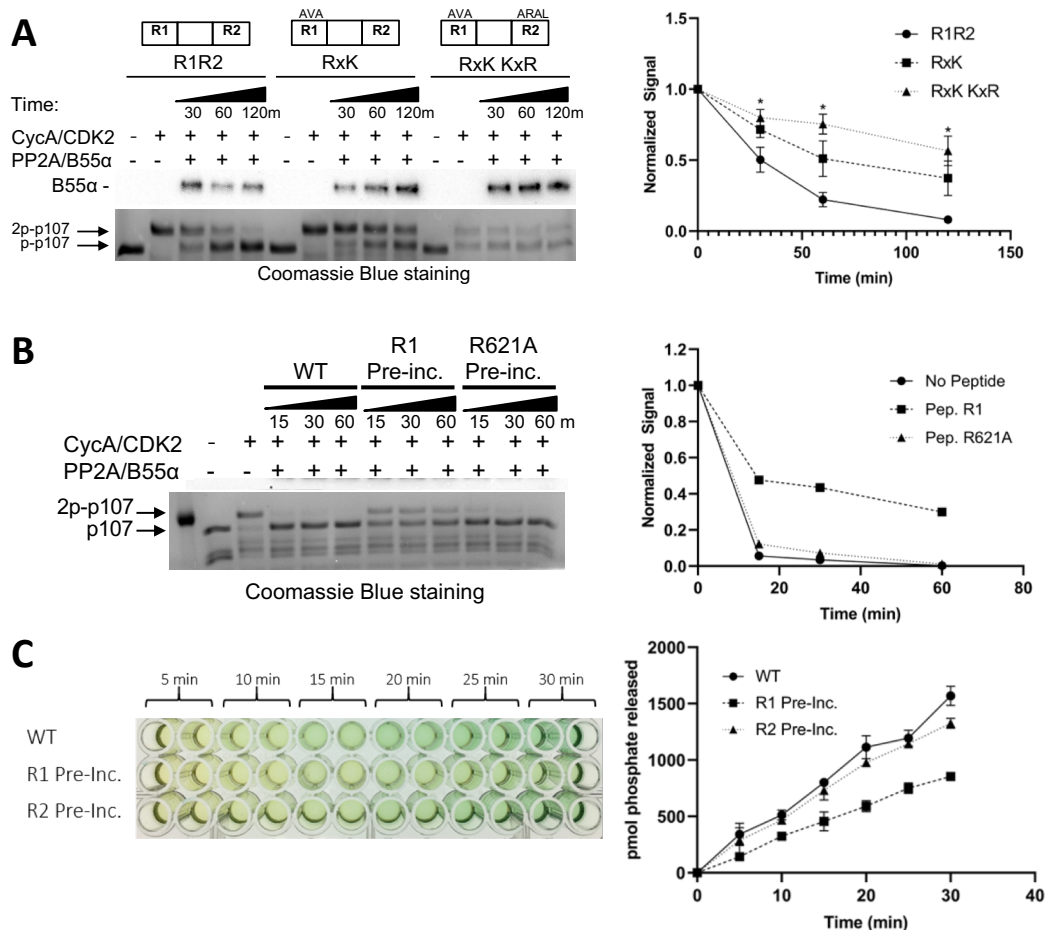 A
AVA AVA ARAL
R1 R2 R1 R2 R1 R2
R1R2 RxK RxK KxR
Time: 30 60 120m 30 60 120m 30 60 120m
CycA/CDK2 - + + + + - + + + + - + + + +
PP2A/B55α - - + + + - - + + + - - + + +
B55α -
2p-p107
p-p107
Coomassie Blue staining
Normalized Signal
1.5
1.0
0.5
0.0
* * *
R1R2
RxK
RxK KxR
0 50 100 150
Time (min)
B
WT R1 Pre-inc. R621A Pre-inc.
15 30 60 15 30 60 15 30 60 m
CycA/CDK2 - + + + + + + + + + +
PP2A/B55α - - + + + + + + + + +
2p-p107
p107
Coomassie Blue staining
Normalized Signal
1.2
1.0
0.8
0.6
0.4
0.2
0.0
No Peptide
Pep. R1
Pep. R621A
0 20 40 60 80
Time (min)
C
5 min 10 min 15 min 20 min 25 min 30 min
WT
R1 Pre-Inc.
R2 Pre-Inc.
pmol phosphate released
2000
1500
1000
500
0
WT
R1 Pre-Inc.
R2 Pre-Inc.
0 10 20 30 40
Time (min)